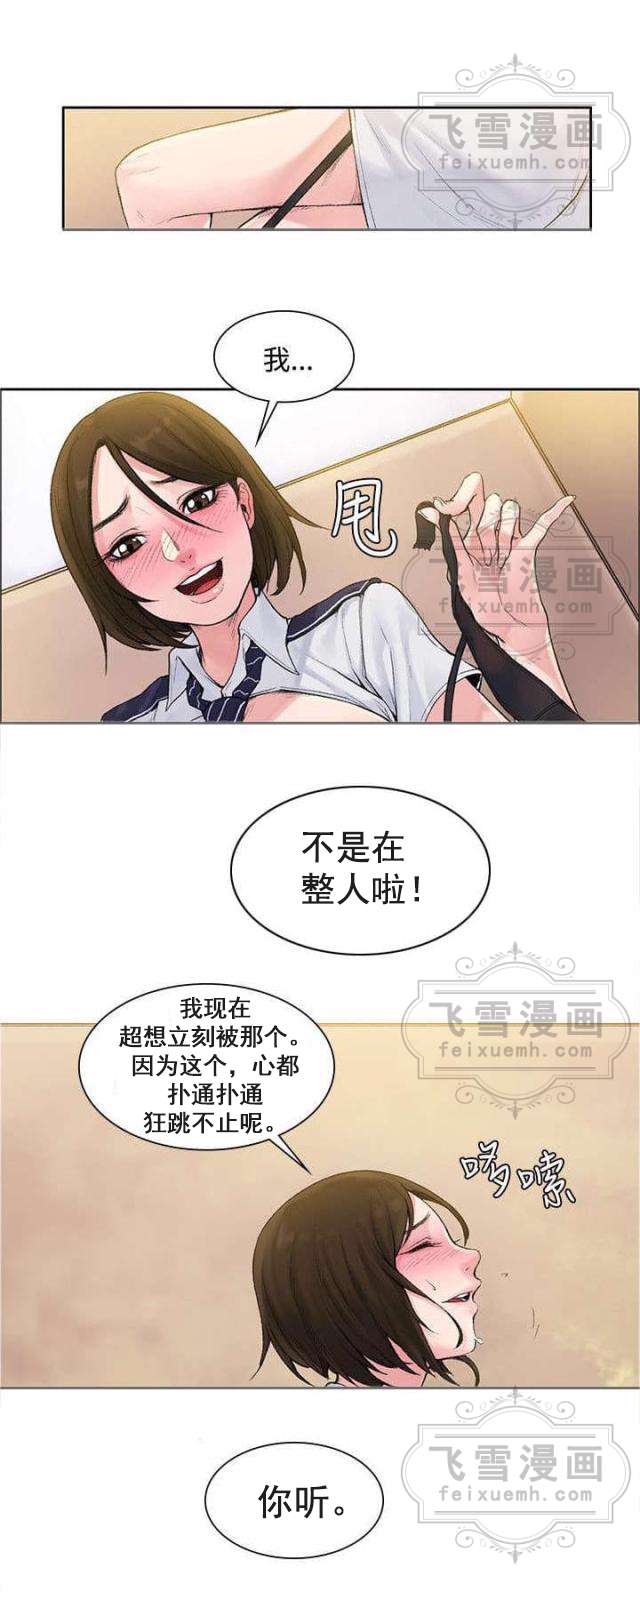 飞雪漫画
feixuemh.com
我...
甩
飞雪漫画
feixuemh.com
不是在
整人啦！
飞雪漫画
feixuemh.com
我现在
超想立刻被那个。
因为这个，心都
扑通扑通
狂跳不止呢。
哆嗦
飞雪漫画
feixuemh.com
你听。